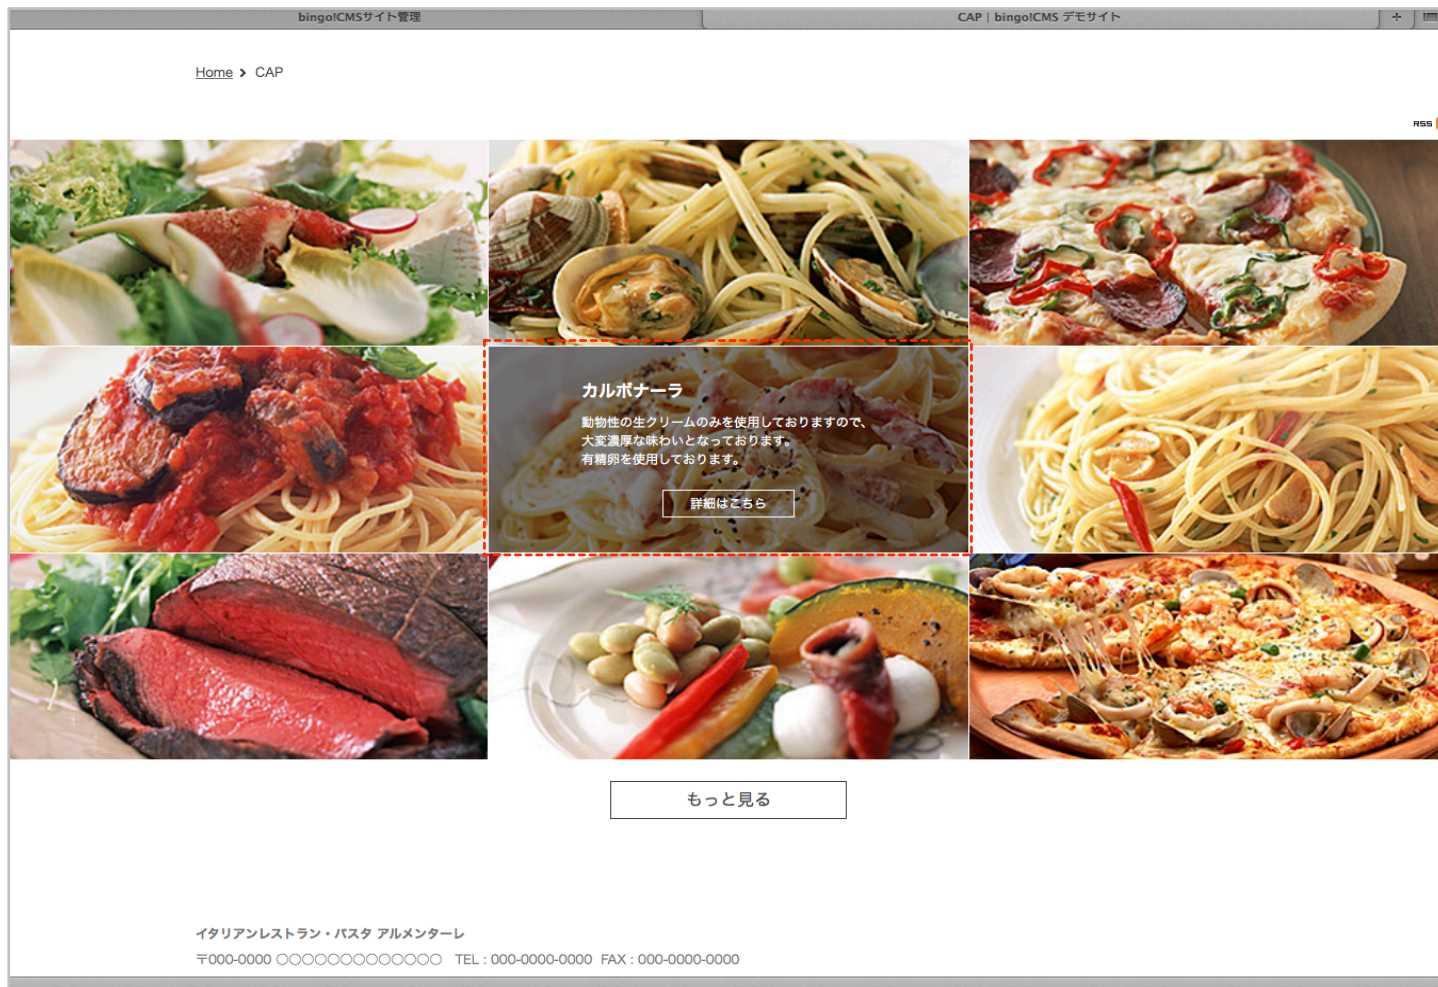 bingo!CMSサイト管理
CAP | bingo!CMS デモサイト
Home > CAP
RSS
カルボナーラ
動物性の生クリームのみを使用しておりますので、
大変濃厚な味わいとなっております。
有精卵を使用しております。
詳細はこちら
もっと見る
イタリアンレストラン・パスタ アルメンターレ
〒000-0000 〇〇〇〇〇〇〇〇〇〇〇〇〇 TEL : 000-0000-0000 FAX : 000-0000-0000